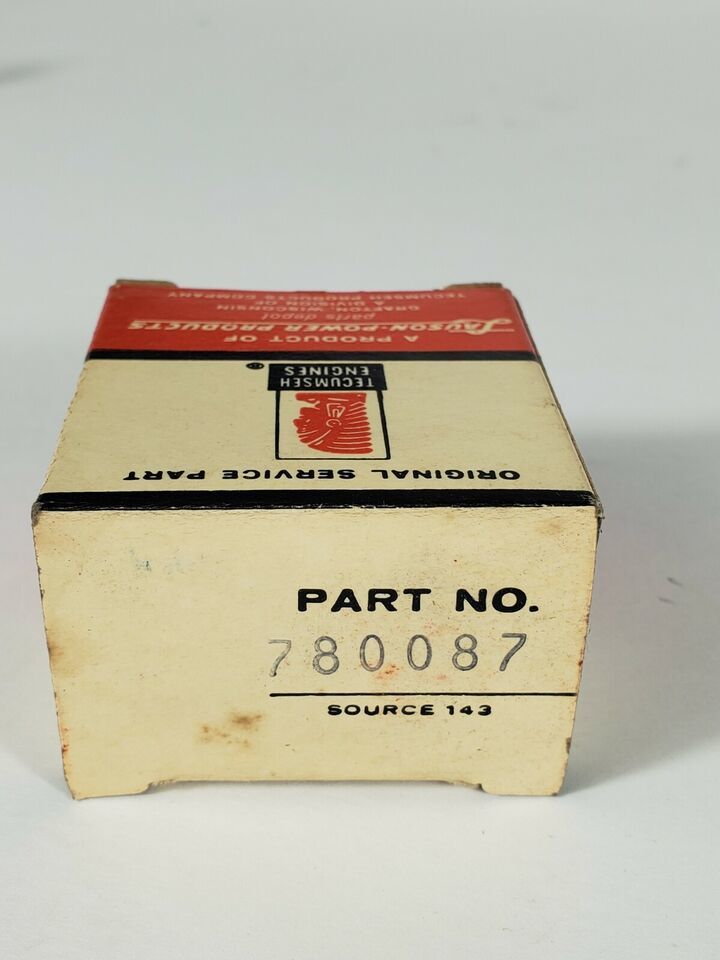 PART NO.
780087
SOURCE 143
ORIGINAL SERVICE PART
TECUMSEH
ENGINES
®
A PRODUCT OF
LAUSON-POWER PRODUCTS
parts depot
GRAFTON, WISCONSIN
A DIVISION OF
TECUMSEH PRODUCTS COMPANY